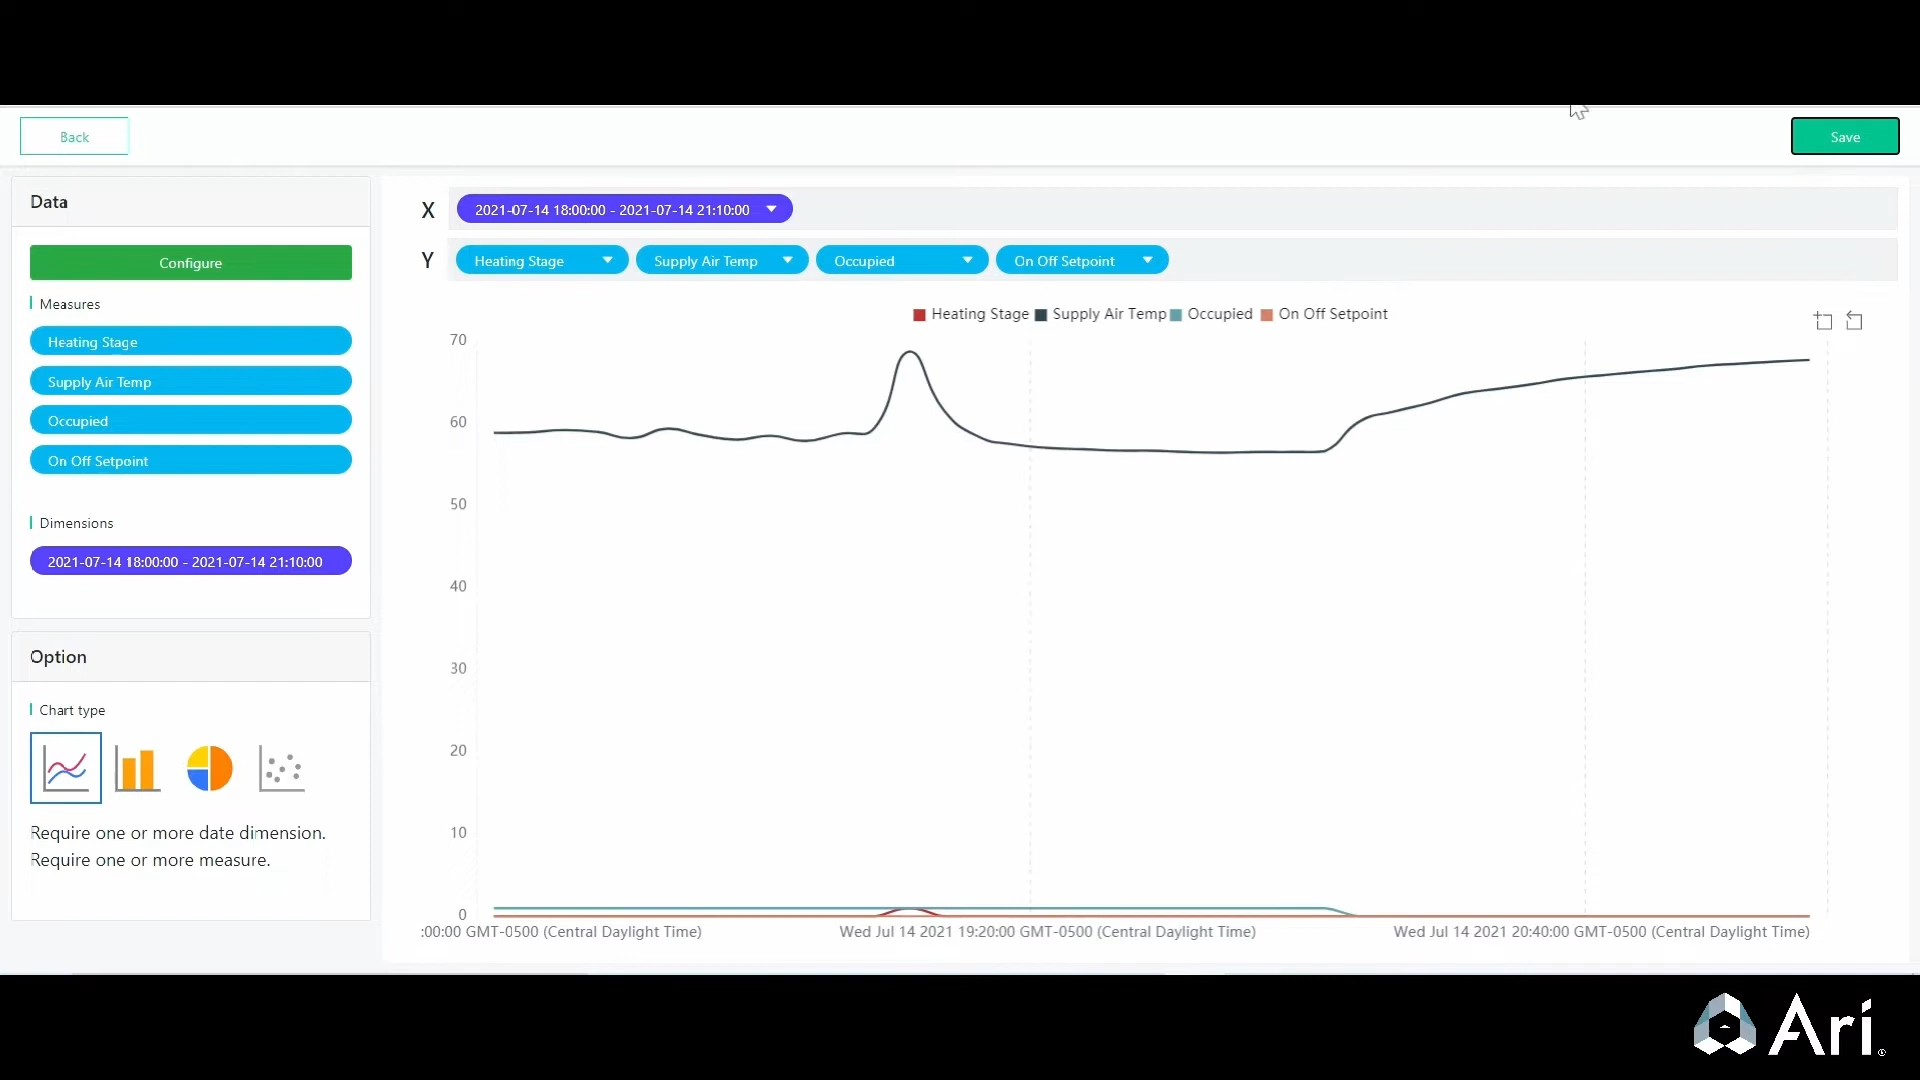 Back
Save
Data
Configure
Measures
Heating Stage
Supply Air Temp
Occupied
On Off Setpoint
Dimensions
2021-07-14 18:00:00 - 2021-07-14 21:10:00
Option
Chart type
Require one or more date dimension.
Require one or more measure.
X
2021-07-14 18:00:00 - 2021-07-14 21:10:00
Y
Heating Stage
Supply Air Temp
Occupied
On Off Setpoint
Heating Stage
Supply Air Temp
Occupied
On Off Setpoint
70
60
50
40
30
20
10
0
:00:00 GMT-0500 (Central Daylight Time)
Wed Jul 14 2021 19:20:00 GMT-0500 (Central Daylight Time)
Wed Jul 14 2021 20:40:00 GMT-0500 (Central Daylight Time)
Ari®